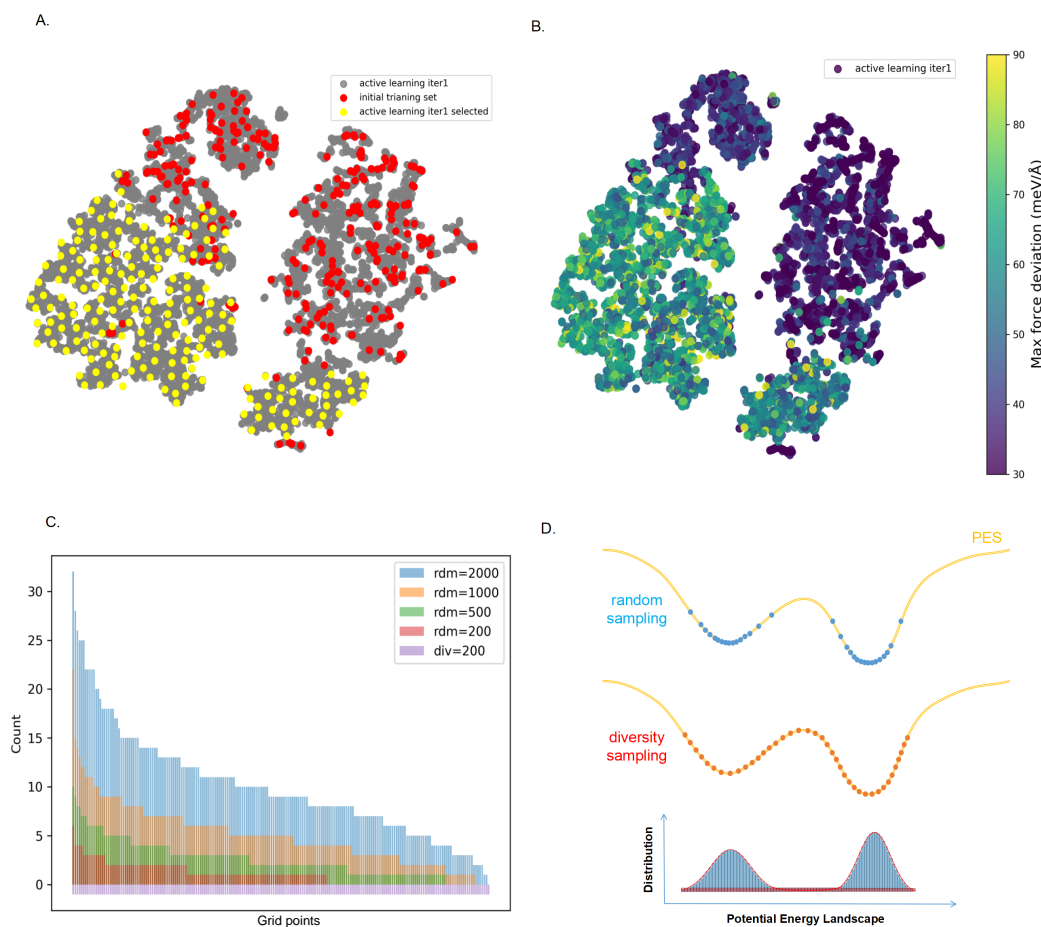 A.
active learning iter1
initial trianing set
active learning iter1 selected
B.
active learning iter1
90
80
70
60
50
40
30
Max force deviation (meV/Å)
C.
rdm=2000
rdm=1000
rdm=500
rdm=200
div=200
30
25
20
15
10
5
0
Count
Grid points
D.
PES
random
sampling
diversity
sampling
Distribution
Potential Energy Landscape